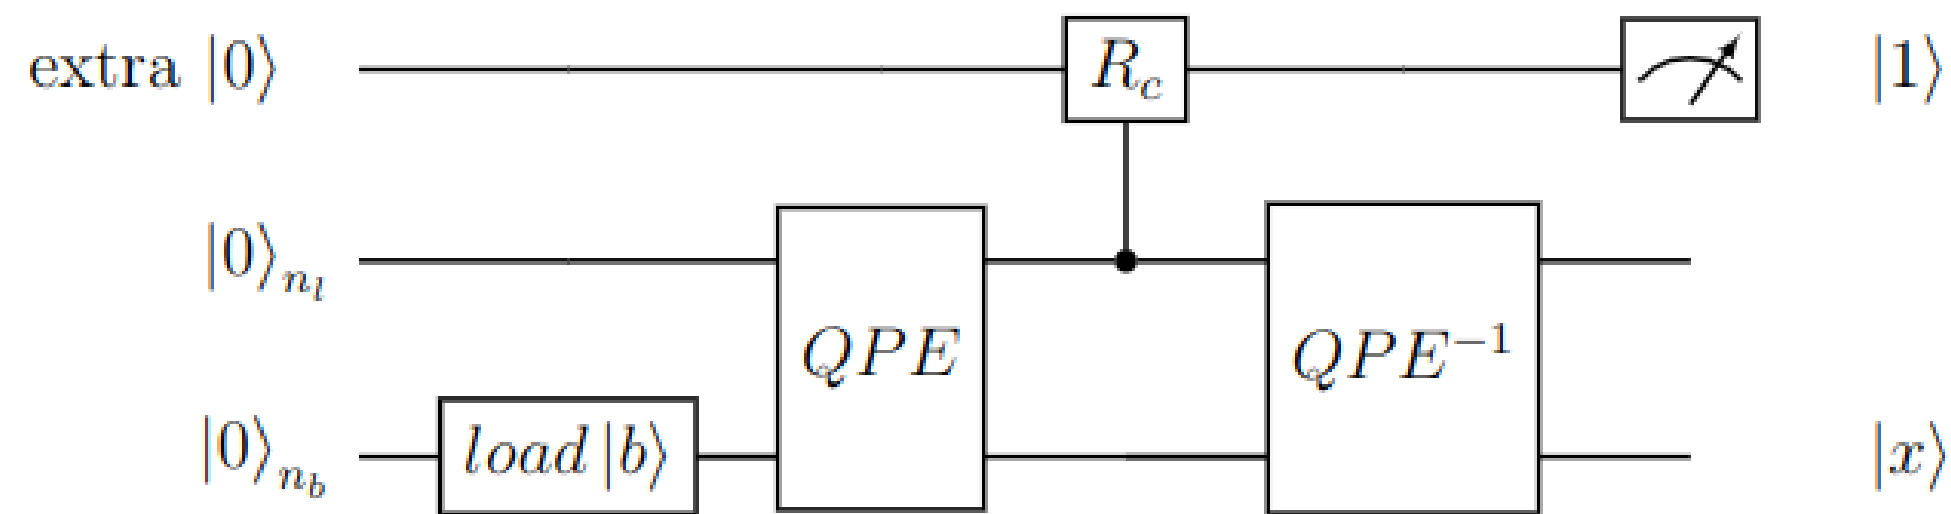 extra |0⟩ R_c |1⟩
|0⟩_{n_l}
QPE QPE^{-1}
|0⟩_{n_b} load |b⟩ |x⟩